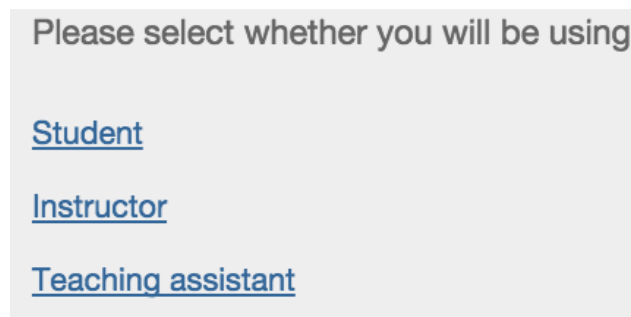 Please select whether you will be using
Student
Instructor
Teaching assistant